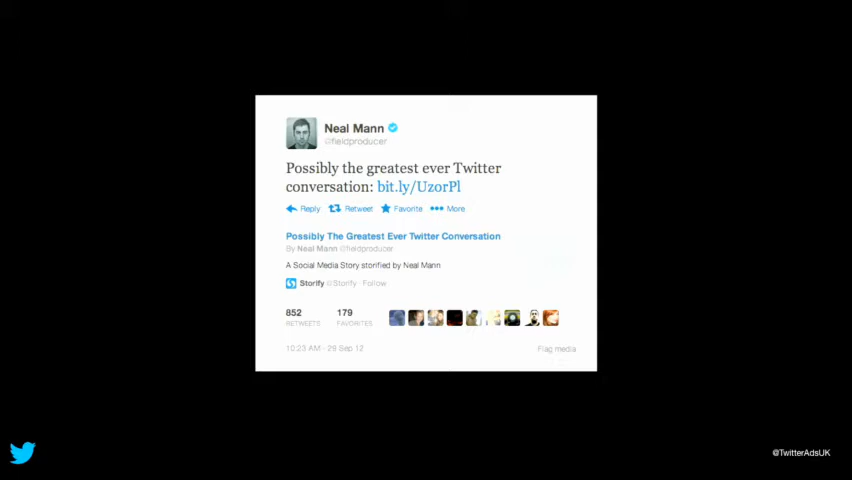 Neal Mann
@fieldproducer
Possibly the greatest ever Twitter
conversation: bit.ly/UzorPl
Reply Retweet Favorite More
Possibly The Greatest Ever Twitter Conversation
By Neal Mann @fieldproducer
A Social Media Story storified by Neal Mann
Storify @Storify · Follow
852 179
RETWEETS FAVORITES
10:23 AM - 29 Sep 12 Flag media
@TwitterAdsUK